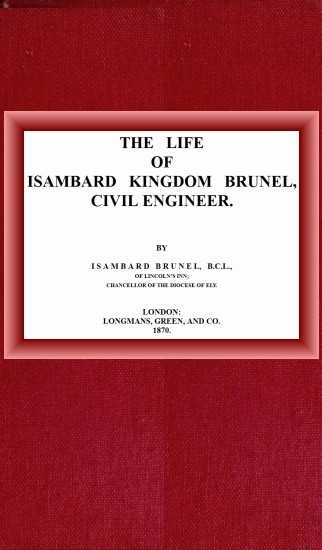 THE LIFE
OF
ISAMBARD KINGDOM BRUNEL,
CIVIL ENGINEER.
BY
ISAMBARD BRUNEL, B.C.L.,
OF LINCOLN'S INN;
CHANCELLOR OF THE DIOCESE OF ELY.
LONDON:
LONGMANS, GREEN, AND CO.
1870.